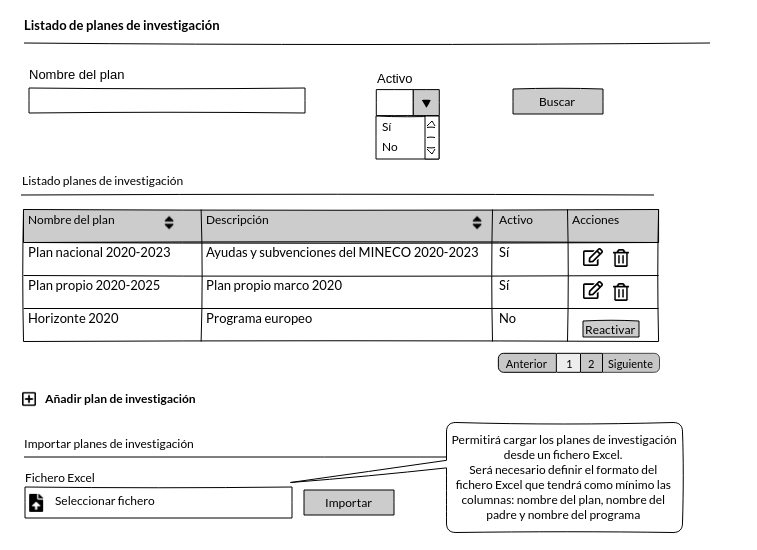 Listado de planes de investigación
Nombre del plan
Activo
Buscar
Sí
No
Listado planes de investigación
Nombre del plan Descripción Activo Acciones
Plan nacional 2020-2023 Ayudas y subvenciones del MINECO 2020-2023 Sí
Plan propio 2020-2025 Plan propio marco 2020 Sí
Horizonte 2020 Programa europeo No Reactivar
Anterior 1 2 Siguiente
Añadir plan de investigación
Importar planes de investigación
Fichero Excel
Seleccionar fichero
Importar
Permitirá cargar los planes de investigación
desde un fichero Excel.
Será necesario definir el formato del
fichero Excel que tendrá como mínimo las
columnas: nombre del plan, nombre del
padre y nombre del programa